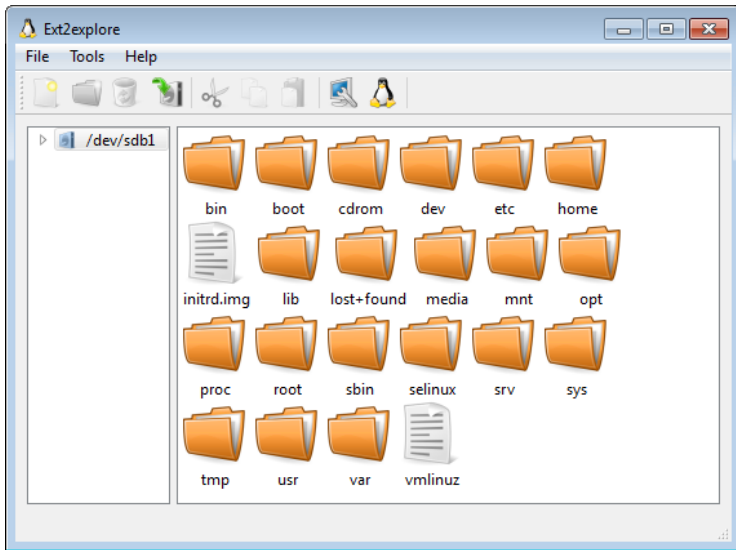 Ext2explore
File Tools Help
/dev/sdb1
bin boot cdrom dev etc home
initrd.img lib lost+found media mnt opt
proc root sbin selinux srv sys
tmp usr var vmlinuz